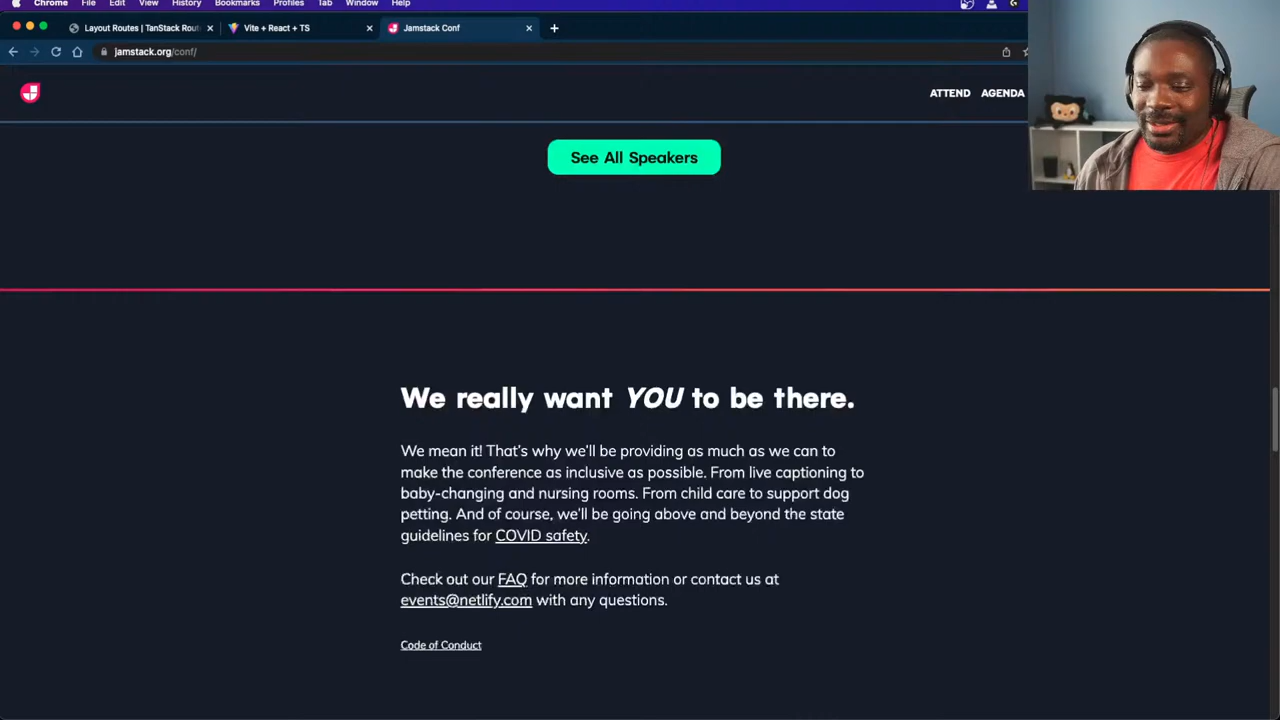 Chrome File Edit View History Bookmarks Profiles Tab Window Help
Layout Routes | TanStack Rout
Vite + React + TS
Jamstack Conf
jamstack.org/conf/
ATTEND AGENDA
See All Speakers
We really want YOU to be there.
We mean it! That's why we'll be providing as much as we can to
make the conference as inclusive as possible. From live captioning to
baby-changing and nursing rooms. From child care to support dog
petting. And of course, we'll be going above and beyond the state
guidelines for COVID safety.
Check out our FAQ for more information or contact us at
events@netlify.com with any questions.
Code of Conduct